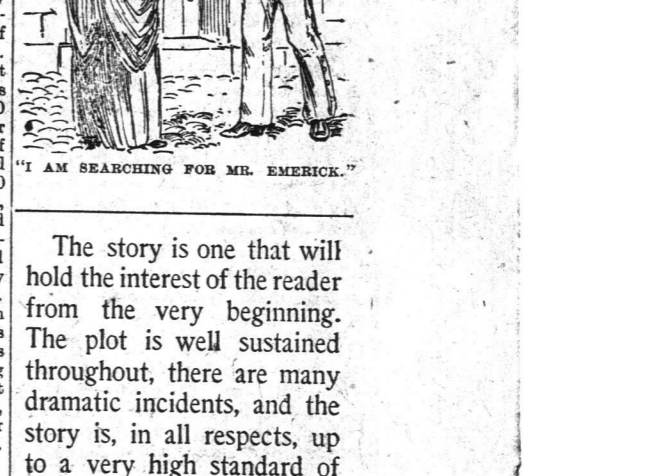 "I AM SEARCHING FOR MR. EMERICK."
The story is one that will
hold the interest of the reader
from the very beginning.
The plot is well sustained
throughout, there are many
dramatic incidents, and the
story is, in all respects, up
to a very high standard of